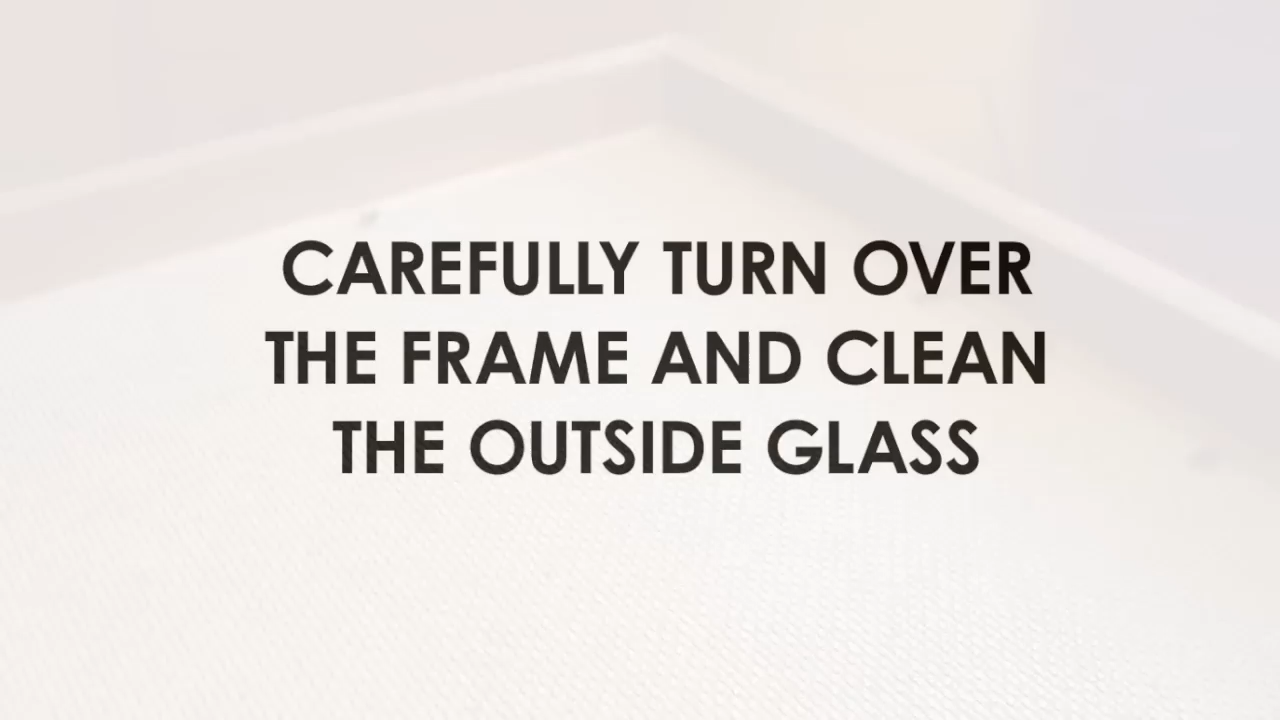 CAREFULLY TURN OVER
THE FRAME AND CLEAN
THE OUTSIDE GLASS